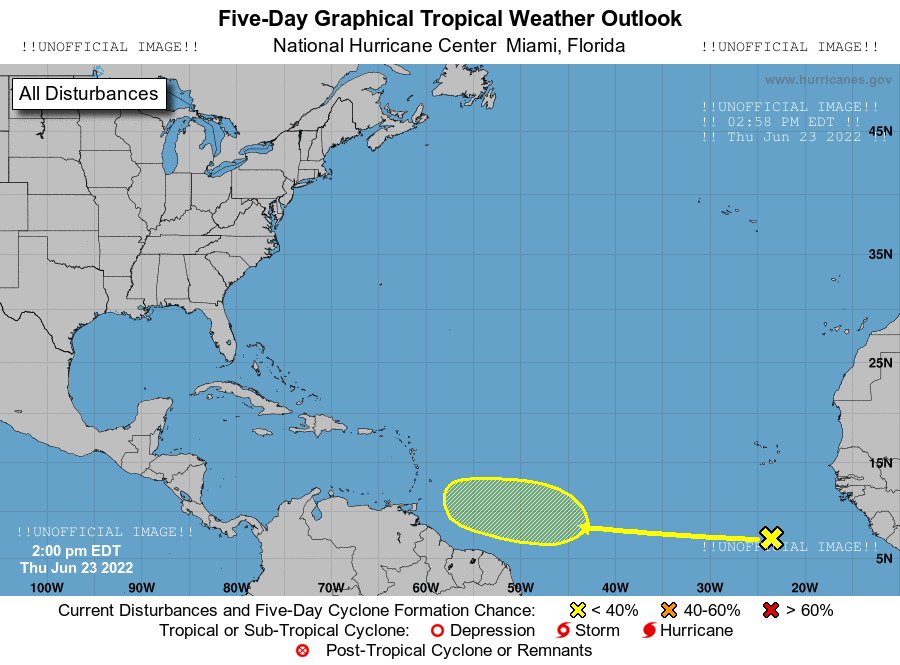 Five-Day Graphical Tropical Weather Outlook
!!UNOFFICIAL IMAGE!! National Hurricane Center Miami, Florida !!UNOFFICIAL IMAGE!!
www.hurricanes.gov
All Disturbances
!!UNOFFICIAL IMAGE!!
!! 02:58 PM EDT !!
!! Thu Jun 23 2022 !!
45N
35N
25N
15N
!!UNOFFICIAL IMAGE!!
!!UNOFFICIAL IMAGE!!
2:00 pm EDT
5N
Thu Jun 23 2022
100W 90W 80W 70W 60W 50W 40W 30W 20W
Current Disturbances and Five-Day Cyclone Formation Chance: < 40% 40-60% > 60%
Tropical or Sub-Tropical Cyclone: Depression Storm Hurricane
Post-Tropical Cyclone or Remnants